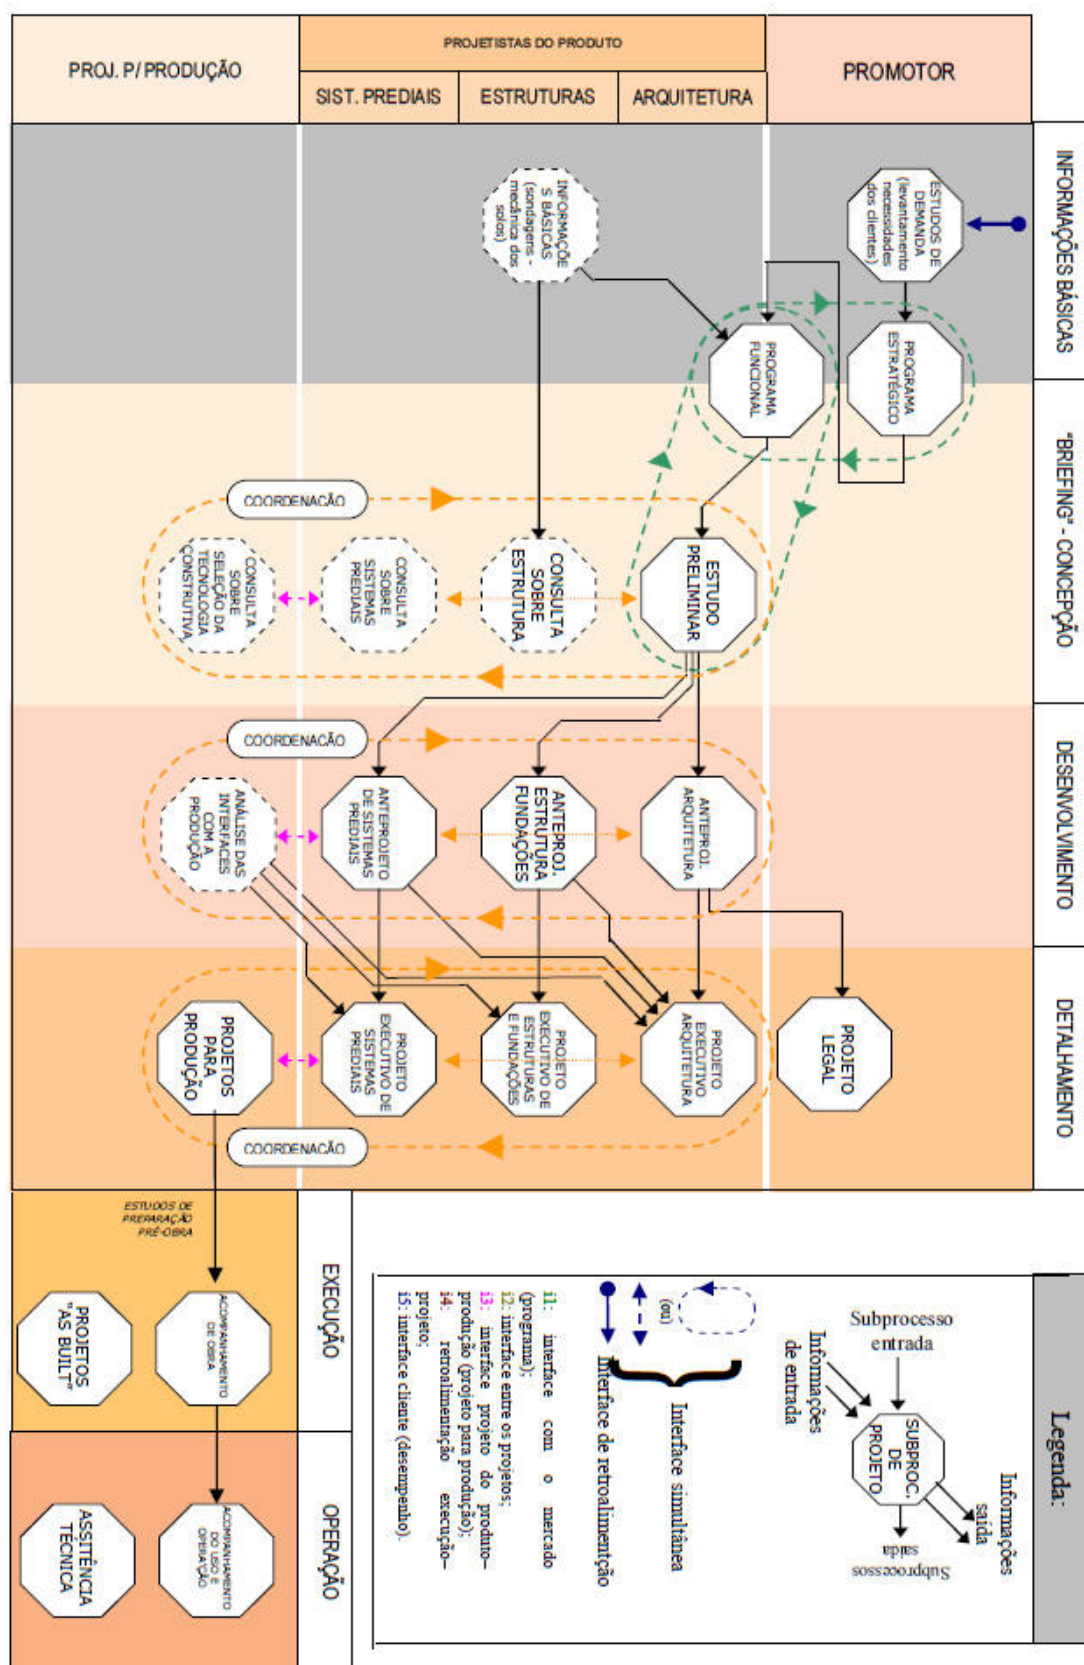 PROJ. P/ PRODUÇÃO
PROJETISTAS DO PRODUTO
SIST. PREDIAIS
ESTRUTURAS
ARQUITETURA
PROMOTOR
INFORMAÇÕES BÁSICAS
"BRIEFING" - CONCEPÇÃO
DESENVOLVIMENTO
DETALHAMENTO
EXECUÇÃO
OPERAÇÃO
ESTUDOS DE
DEMANDA
(levantamento
necessidades
dos clientes)
INFORMAÇÕE
S BÁSICAS
(sondagens -
mecânica dos
solos)
PROGRAMA
ESTRATÉGICO
PROGRAMA
FUNCIONAL
COORDENAÇÃO
ESTUDO
PRELIMINAR
CONSULTA
SOBRE
ESTRUTURA
CONSULTA
SOBRE
SISTEMAS
PREDIAIS
CONSULTA
SOBRE
SELEÇÃO DA
TECNOLOGIA
CONSTRUTIVA
COORDENACÃO
ANTEPROJ.
ARQUITETURA
ANTEPROJ.
ESTRUTURA
FUNDAÇÕES
ANTEPROJETO
DE SISTEMAS
PREDIAIS
ANÁLISE DAS
INTERFACES
COM A
PRODUÇÃO
PROJETO
LEGAL
PROJETO
EXECUTIVO
ARQUITETURA
PROJETO
EXECUTIVO DE
ESTRUTURAS
E FUNDAÇÕES
PROJETO
EXECUTIVO DE
SISTEMAS
PREDIAIS
PROJETOS
PARA
PRODUÇÃO
COORDENAÇÃO
ESTUDOS DE
PREPARAÇÃO
PRÉ-OBRA
ACOMPANHAMENTO
DE OBRA
PROJETOS
"AS BUILT"
ACOMPANHAMENTO
DO USO E
OPERAÇÃO
ASSITÊNCIA
TÉCNICA
Legenda:
Subprocesso
entrada
Informações
de entrada
SUBPROC.
DE
PROJETO
Informações
saída
Subprocessos
saída
(ou)
Interface simultânea
Interface de retroalimentção
i1: interface com o mercado
(programa);
i2: interface entre os projetos;
i3: interface projeto do produto–
produção (projeto para produção);
i4: retroalimentação execução–
projeto;
i5: interface cliente (desempenho).